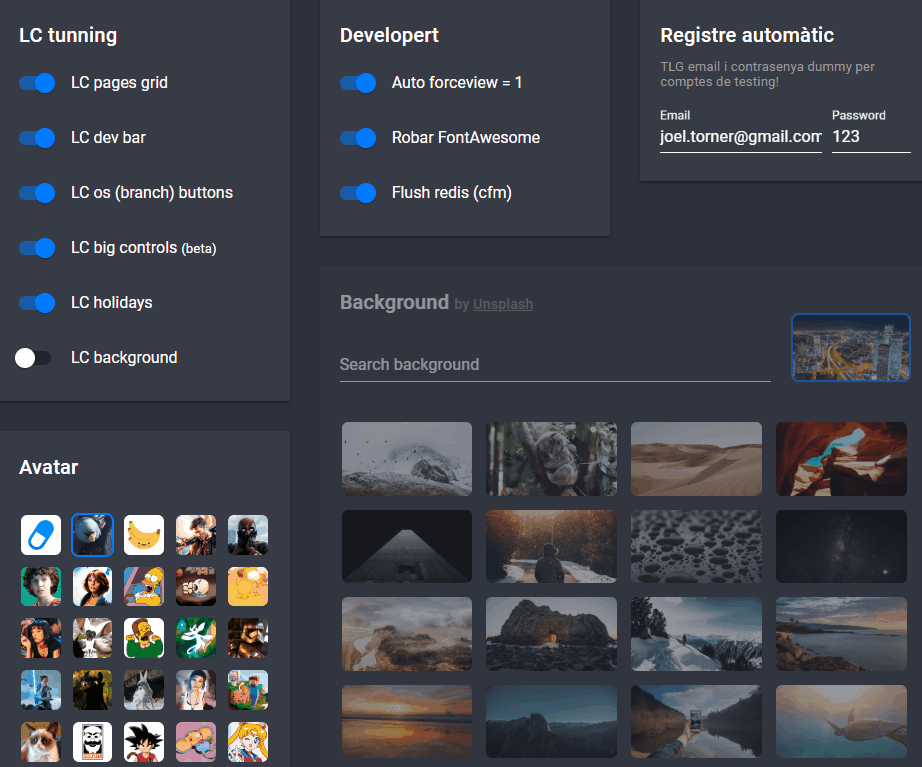 LC tunning
LC pages grid
LC dev bar
LC os (branch) buttons
LC big controls (beta)
LC holidays
LC background
Developert
Auto forceview = 1
Robar FontAwesome
Flush redis (cfm)
Registre automàtic
TLG email i contrasenya dummy per
comptes de testing!
Email
Password
joel.torner@gmail.com
123
Background by Unsplash
Search background
Avatar